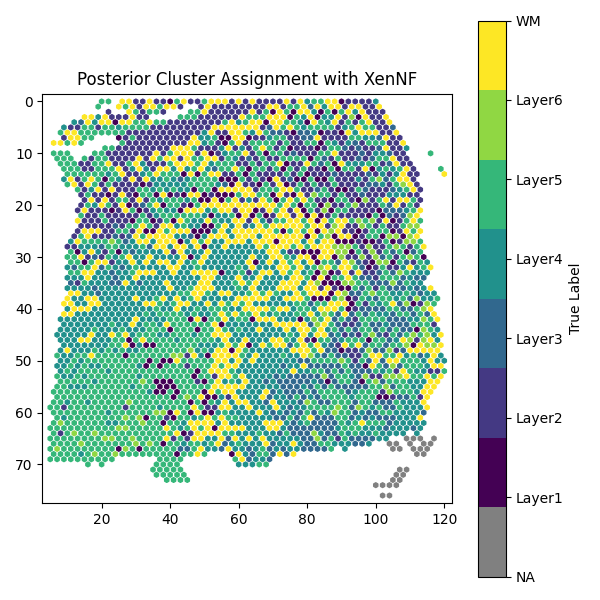 Posterior Cluster Assignment with XenNF
0
10
20
30
40
50
60
70
20
40
60
80
100
120
WM
Layer6
Layer5
Layer4
Layer3
Layer2
Layer1
NA
True Label